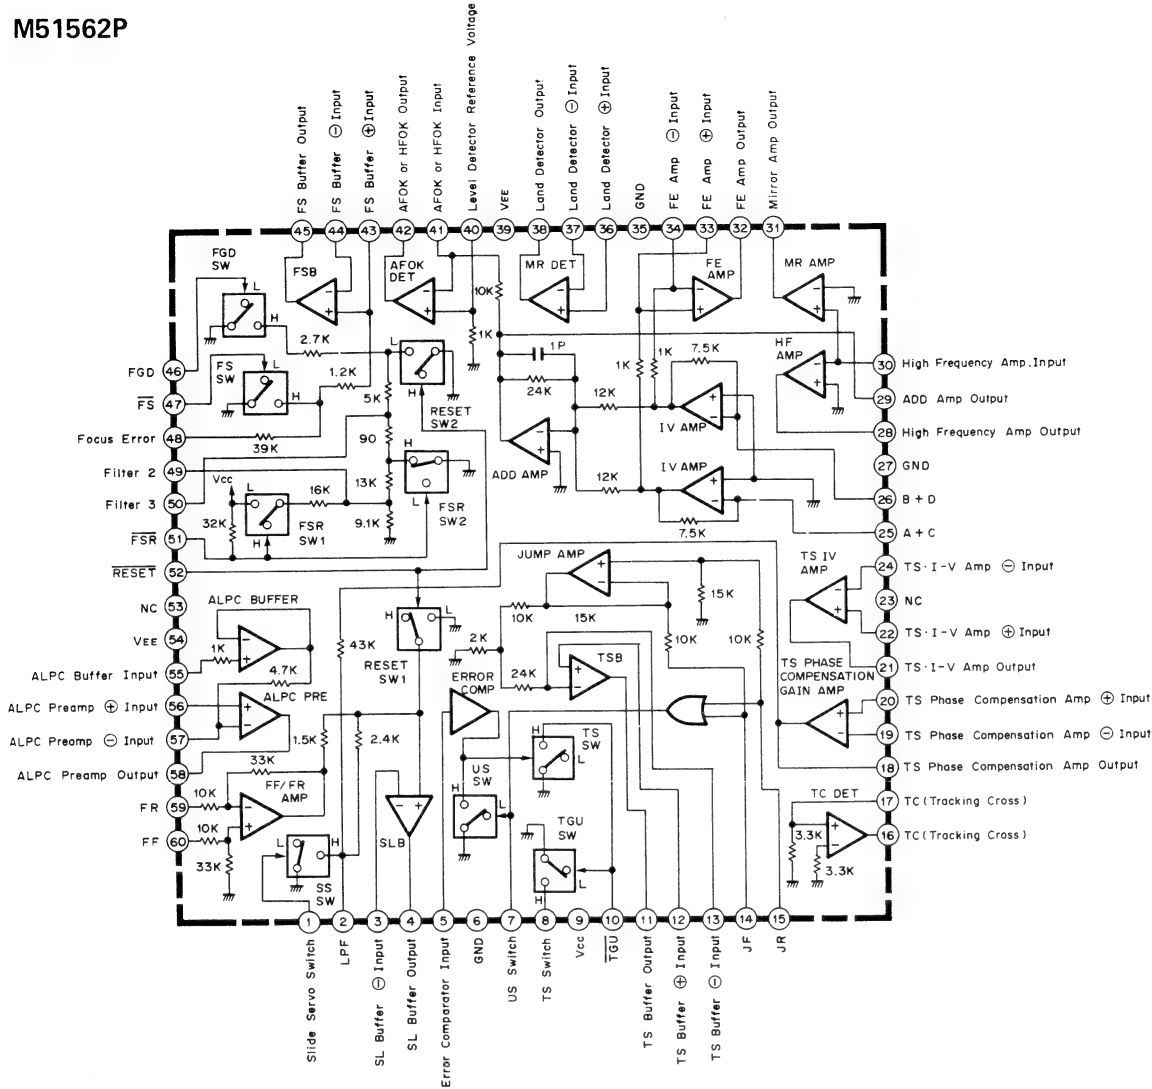 M51562P
FS Buffer Output
FS Buffer ⊖ Input
FS Buffer ⊕ Input
AFOK or HFOK Output
AFOK or HFOK Input
Level Detector Reference Voltage
VEE
Land Detector Output
Land Detector ⊖ Input
Land Detector ⊕ Input
GND
FE Amp ⊖ Input
FE Amp ⊕ Input
FE Amp Output
Mirror Amp Output
45 44 43 42 41 40 39 38 37 36 35 34 33 32 31
FGD
SW
L
H
FSB
AFOK
DET
10K
1K
MR DET
FE
AMP
MR AMP
2.7K
FS
SW
L
H
1.2K
L
H
RESET
SW2
5K
39K
90
13K
9.1K
Vcc
L
H
32K
16K
FSR
SW1
H
L
FSR
SW2
1P
24K
ADD AMP
12K
12K
1K
1K
7.5K
IV AMP
IV AMP
7.5K
HF
AMP
FGD 46
FS 47
Focus Error 48
Filter 2 49
Filter 3 50
FSR 51
RESET 52
NC 53
VEE 54
ALPC Buffer Input 55
ALPC Preamp ⊕ Input 56
ALPC Preamp ⊖ Input 57
ALPC Preamp Output 58
FR 59
FF 60
30 High Frequency Amp.Input
29 ADD Amp Output
28 High Frequency Amp Output
27 GND
26 B+D
25 A+C
24 TS·I-V Amp ⊖ Input
23 NC
22 TS·I-V Amp ⊕ Input
21 TS·I-V Amp Output
20 TS Phase Compensation Amp ⊕ Input
19 TS Phase Compensation Amp ⊖ Input
18 TS Phase Compensation Amp Output
17 TC(Tracking Cross)
16 TC(Tracking Cross)
ALPC BUFFER
1K
4.7K
ALPC PRE
43K
H
L
RESET
SW1
JUMP AMP
10K
15K
15K
2K
24K
TSB
10K
10K
TS IV
AMP
TS PHASE
COMPENSATION
GAIN AMP
ERROR
COMP
1.5K
2.4K
33K
FF/FR
AMP
10K
10K
33K
L
H
SS
SW
SLB
US
SW
H
L
H
L
TS
SW
TGU
SW
L
H
TC DET
3.3K
3.3K
1 2 3 4 5 6 7 8 9 10 11 12 13 14 15
Slide Servo Switch
LPF
SL Buffer ⊖ Input
SL Buffer Output
Error Comparator Input
GND
US Switch
TS Switch
Vcc
TGU
TS Buffer Output
TS Buffer ⊕ Input
TS Buffer ⊖ Input
JF
JR